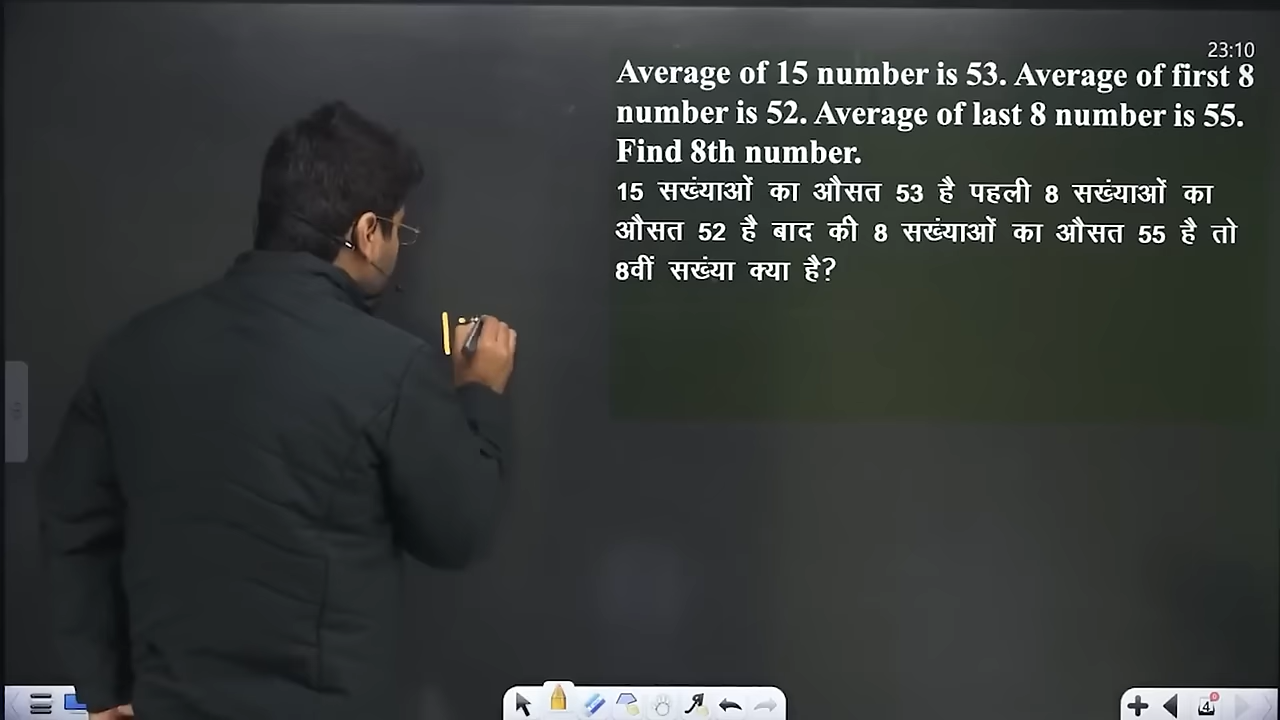 23:10
Average of 15 number is 53. Average of first 8
number is 52. Average of last 8 number is 55.
Find 8th number.
15 सख्ंयाओं का औसत 53 है पहली 8 सख्ंयाओं का
औसत 52 है बाद की 8 सख्ंयाओं का औसत 55 है तो
8वीं सख्ंया क्या है?
4